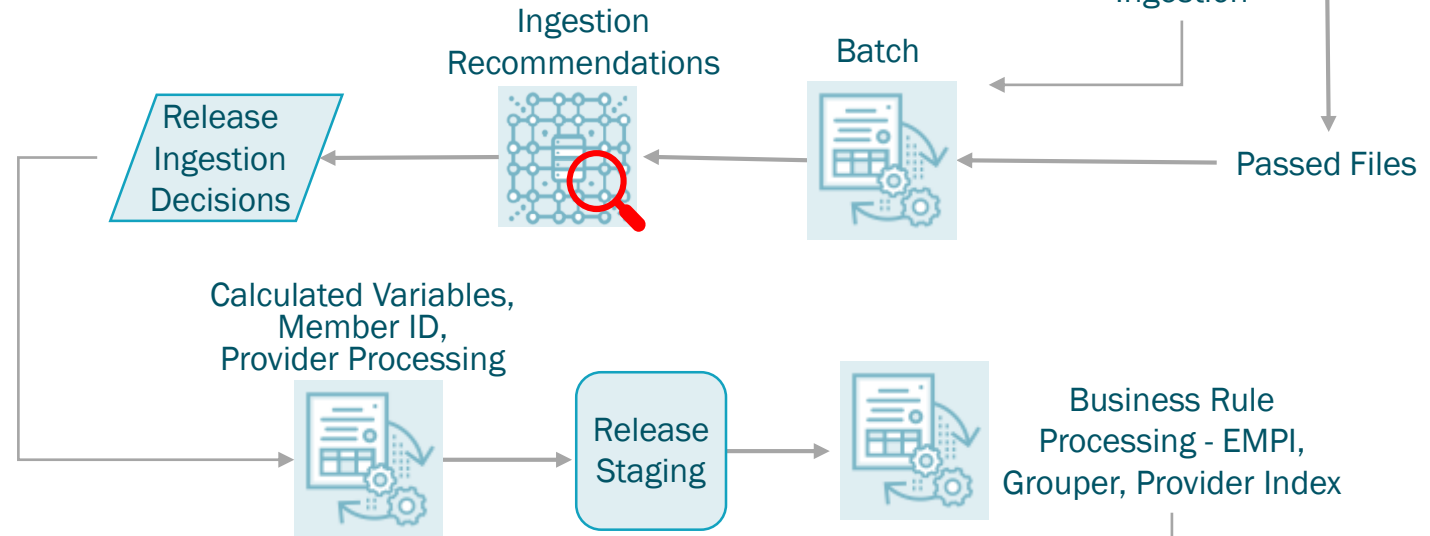 Ingestion
Ingestion
Recommendations
Batch
Release
Ingestion
Decisions
Passed Files
Calculated Variables,
Member ID,
Provider Processing
Release
Staging
Business Rule
Processing - EMPI,
Grouper, Provider Index